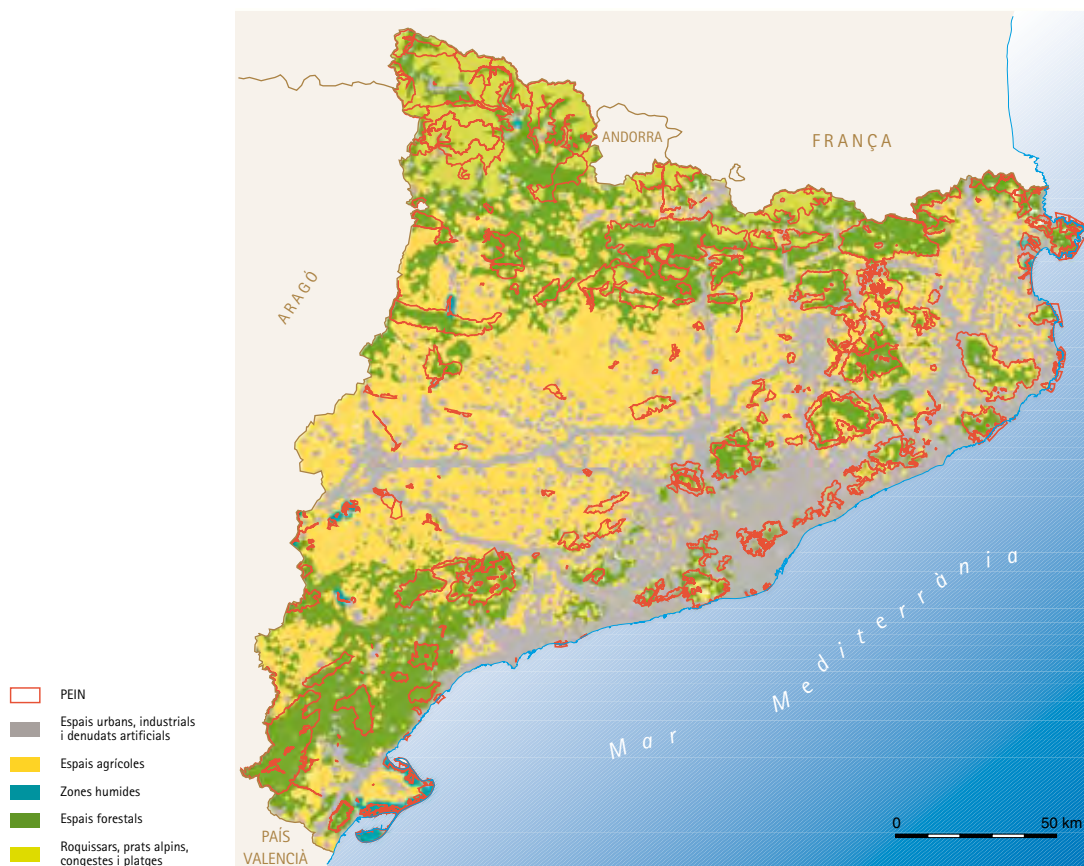 ANDORRA
FRANÇA
ARAGÓ
Mar Mediterrània
PEIN
Espais urbans, industrials
i denudats artificials
Espais agrícoles
Zones humides
Espais forestals
Roquissars, prats alpins,
congestes i platges
PAÍS
VALENCIÀ
0 50 km